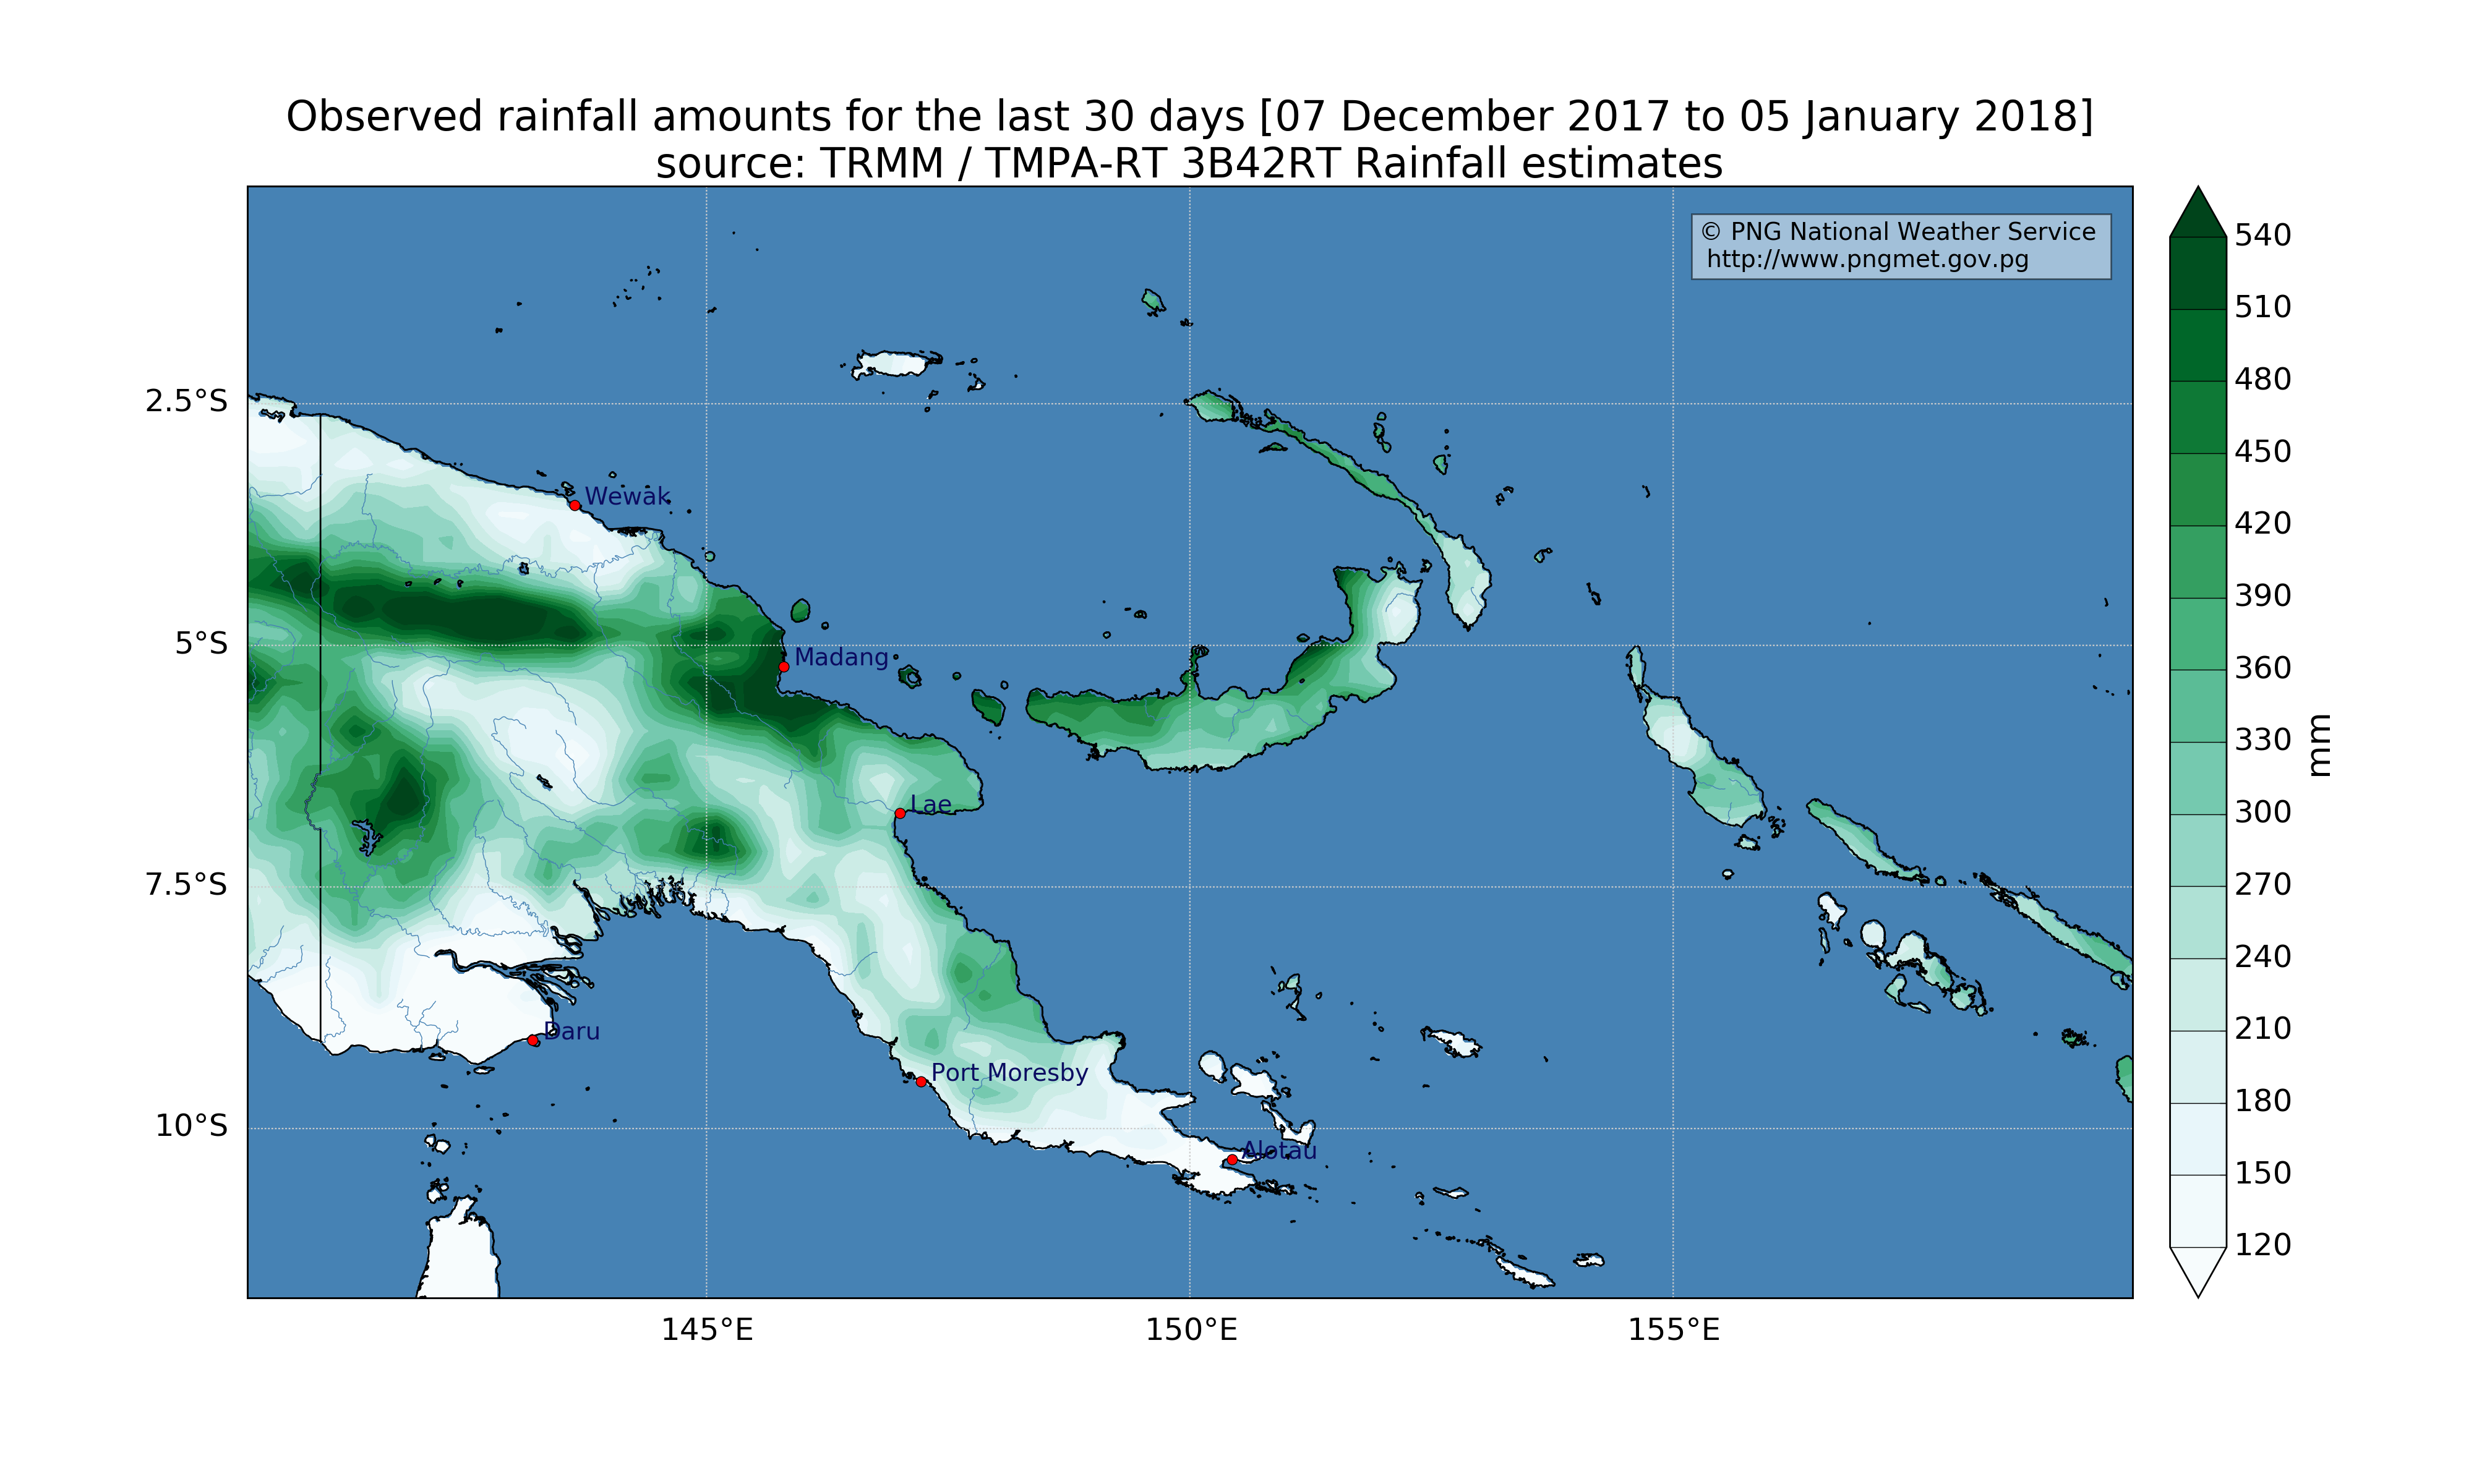 Observed rainfall amounts for the last 30 days [07 December 2017 to 05 January 2018]
source: TRMM / TMPA-RT 3B42RT Rainfall estimates
© PNG National Weather Service
http://www.pngmet.gov.pg
540
510
480
450
420
390
360
330
300
270
240
210
180
150
120
mm
2.5°S
5°S
7.5°S
10°S
Wewak
Madang
Lae
Daru
Port Moresby
Alotau
145°E
150°E
155°E